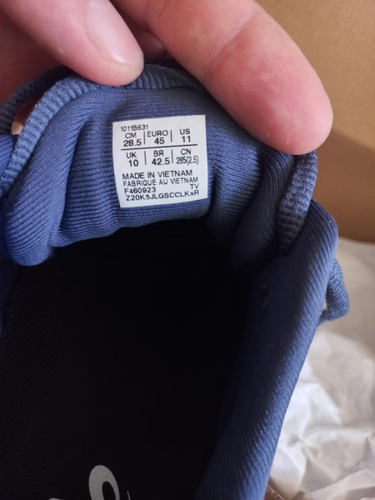 1011B631
CM EURO US
28.5 45 11
UK BR CN
10 42.5 285(2.5)
MADE IN VIETNAM
FABRIQUE AU VIETNAM
F460923 TV
Z20K5JLGSCCLKxR